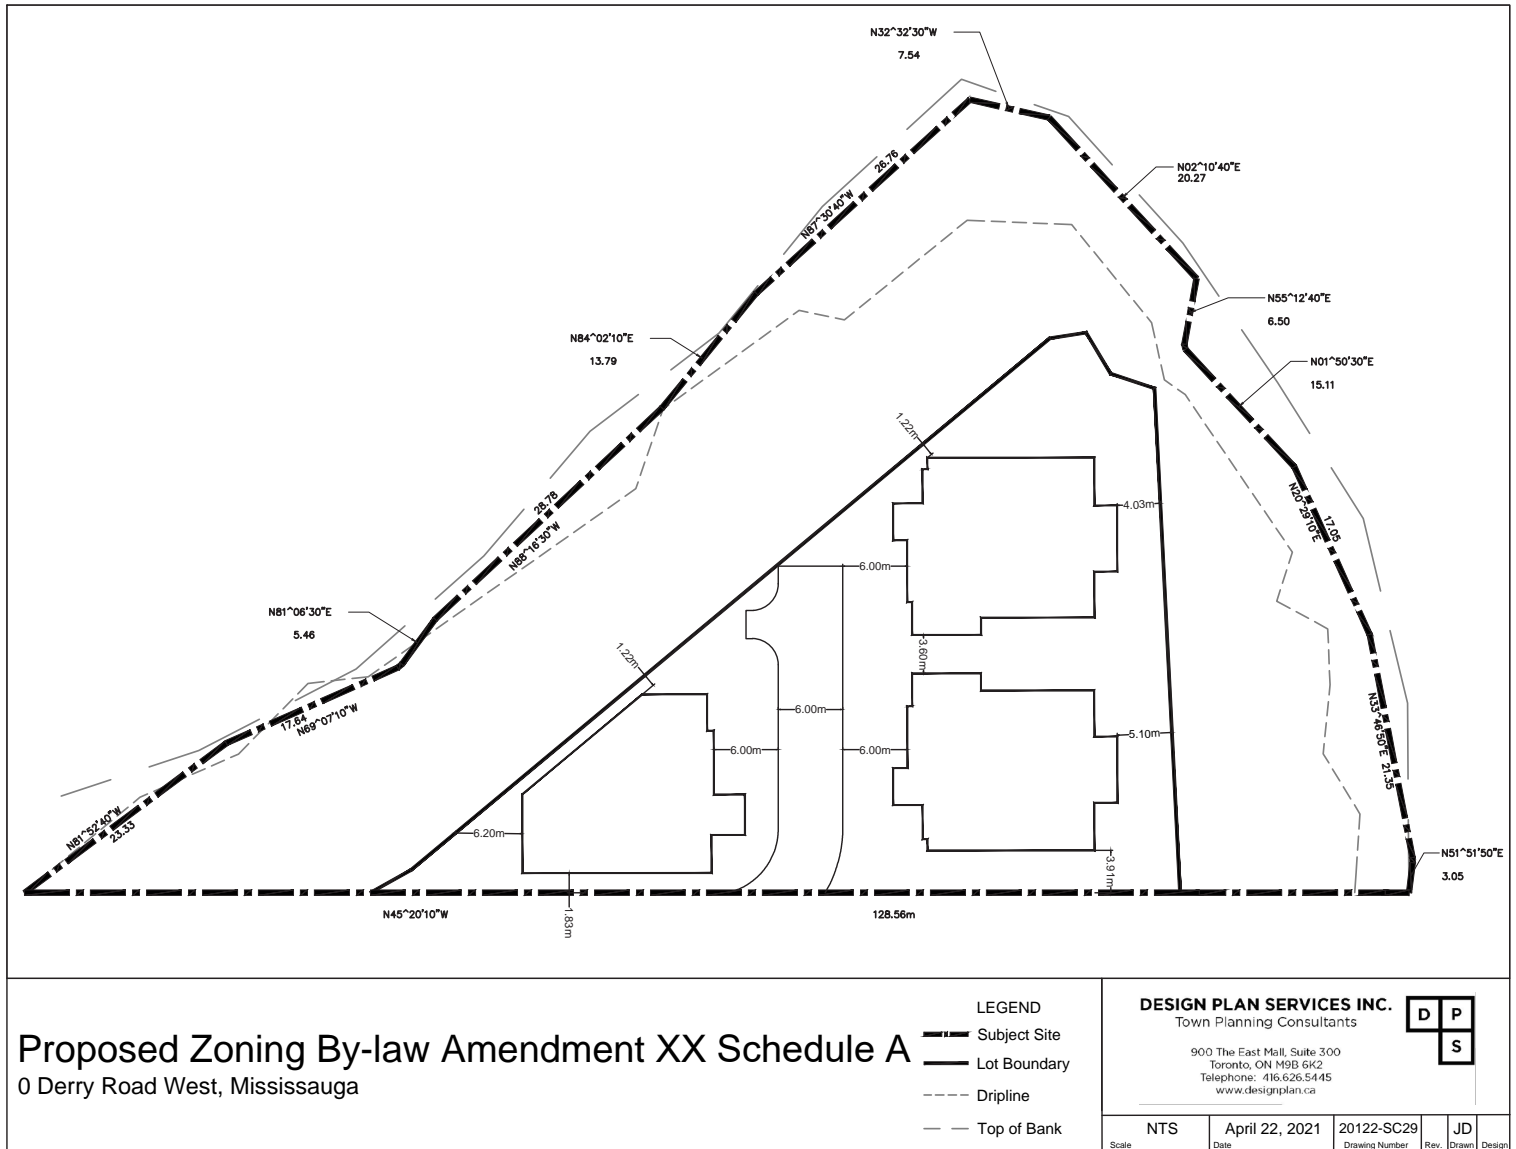 N32^32'30"W
7.54
26.76
N87^30'40"W
N02^10'40"E
20.27
N55^12'40"E
6.50
N84^02'10"E
13.79
N01^50'30"E
15.11
1.22m
28.78
N88^16'30"W
4.03m
N20^29'10"E
17.05
6.00m
N81^06'30"E
5.46
3.60m
1.22m
17.64
N69^07'10"W
6.00m
N33^46'50"E 21.35
5.10m
6.00m
6.00m
N81^52'40"W
23.33
6.20m
3.91m
N51^51'50"E
3.05
N45^20'10"W
1.83m
128.56m
Proposed Zoning By-law Amendment XX Schedule A
0 Derry Road West, Mississauga
LEGEND
Subject Site
Lot Boundary
Dripline
Top of Bank
DESIGN PLAN SERVICES INC.
Town Planning Consultants
D P
S
900 The East Mall, Suite 300
Toronto, ON M9B 6K2
Telephone: 416.626.5445
www.designplan.ca
NTS
Scale
April 22, 2021
Date
20122-SC29
Drawing Number
Rev.
JD
Drawn
Design